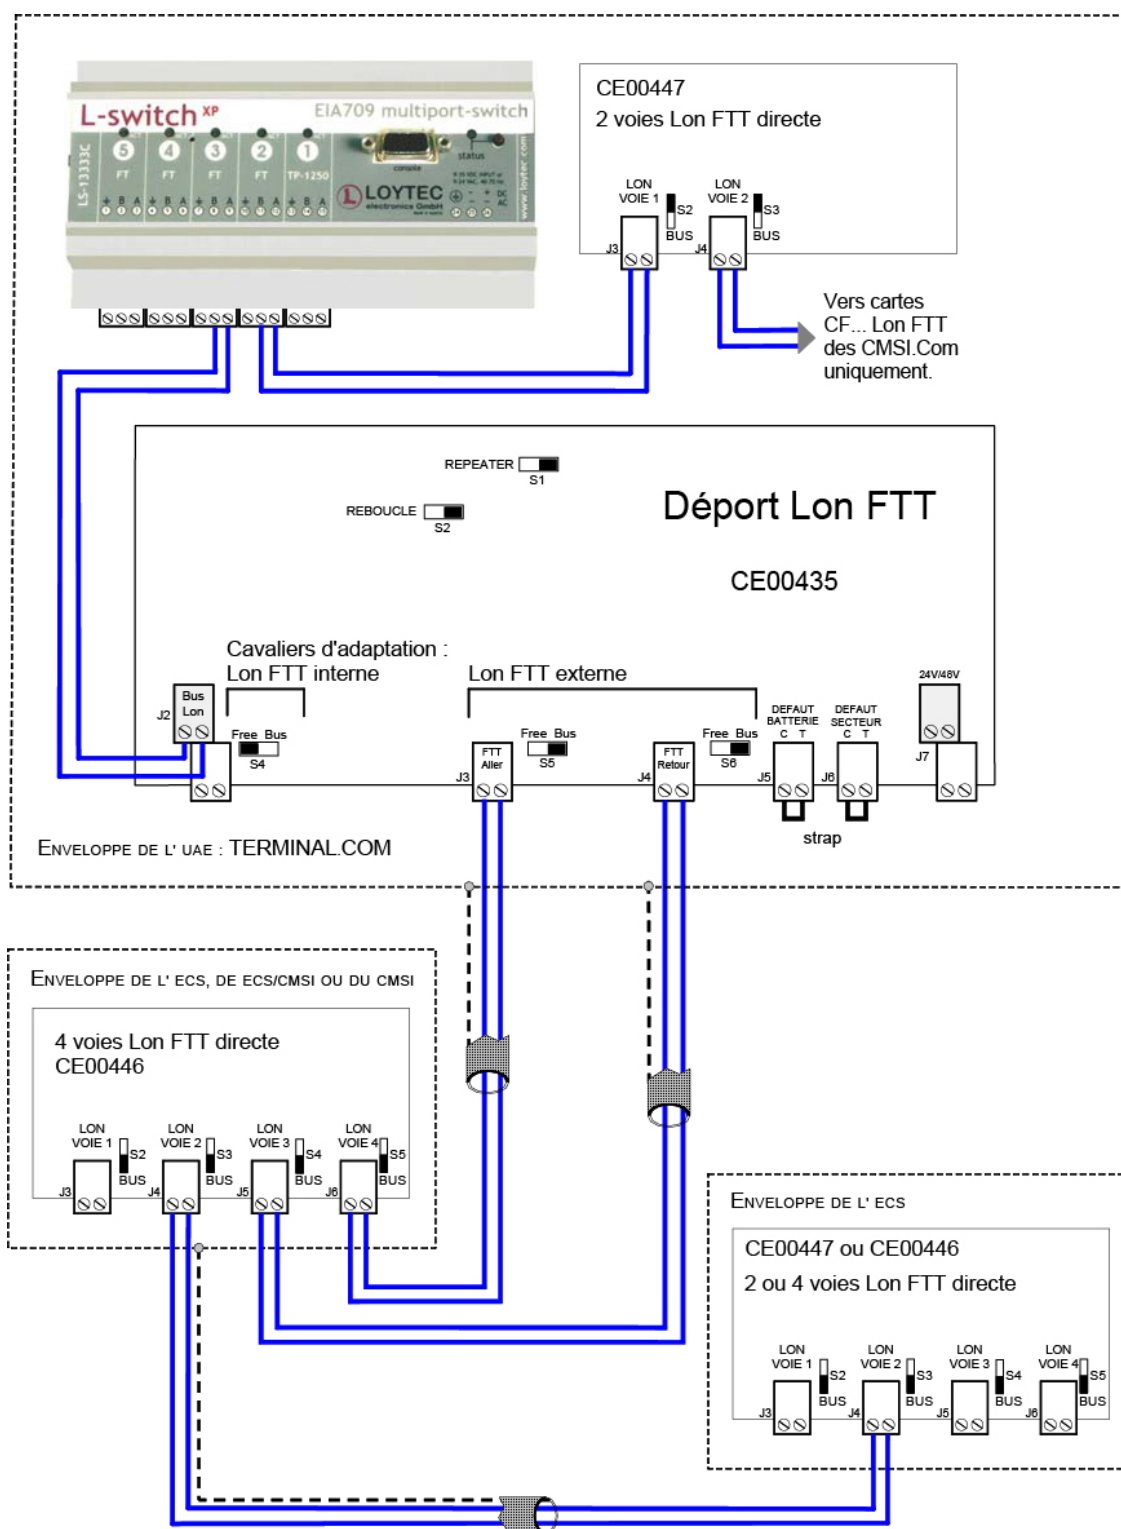 L-switch XP
EIA709 multiport-switch
LS-13333C
5 4 3 2 1
FT FT FT FT TP-1250
console
status
LOYTEC
electronics GmbH
www.loytec.com
B A B A B A B A B A
CE00447
2 voies Lon FTT directe
LON
VOIE 1
S2
BUS
J3
LON
VOIE 2
S3
BUS
J4
Vers cartes
CF... Lon FTT
des CMSI.Com
uniquement.
REPEATER
S1
REBOUCLE
S2
Déport Lon FTT
CE00435
Cavaliers d'adaptation :
Lon FTT interne
Lon FTT externe
Bus
Lon
J2
Free Bus
S4
FTT
Aller
J3
Free Bus
S5
FTT
Retour
J4
Free Bus
S6
DEFAUT
BATTERIE
C T
J5
DEFAUT
SECTEUR
C T
J6
24V/48V
J7
strap
ENVELOPPE DE L' UAE : TERMINAL.COM
ENVELOPPE DE L' ECS, DE ECS/CMSI OU DU CMSI
4 voies Lon FTT directe
CE00446
LON
VOIE 1
S2
BUS
J3
LON
VOIE 2
S3
BUS
J4
LON
VOIE 3
S4
BUS
J5
LON
VOIE 4
S5
BUS
J6
ENVELOPPE DE L' ECS
CE00447 ou CE00446
2 ou 4 voies Lon FTT directe
LON
VOIE 1
S2
BUS
J3
LON
VOIE 2
S3
BUS
J4
LON
VOIE 3
S4
BUS
J5
LON
VOIE 4
S5
BUS
J6